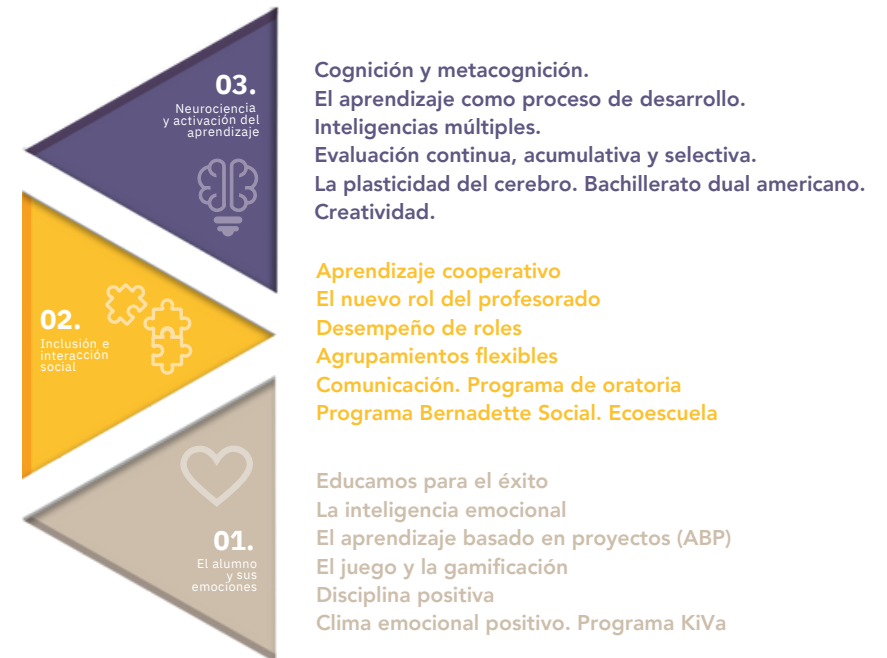 03.
Neurociencia
y activación del
aprendizaje
Cognición y metacognición.
El aprendizaje como proceso de desarrollo.
Inteligencias múltiples.
Evaluación continua, acumulativa y selectiva.
La plasticidad del cerebro. Bachillerato dual americano.
Creatividad.
02.
Inclusión e
interacción
social
Aprendizaje cooperativo
El nuevo rol del profesorado
Desempeño de roles
Agrupamientos flexibles
Comunicación. Programa de oratoria
Programa Bernadette Social. Ecoescuela
01.
El alumno
y sus
emociones
Educamos para el éxito
La inteligencia emocional
El aprendizaje basado en proyectos (ABP)
El juego y la gamificación
Disciplina positiva
Clima emocional positivo. Programa KiVa